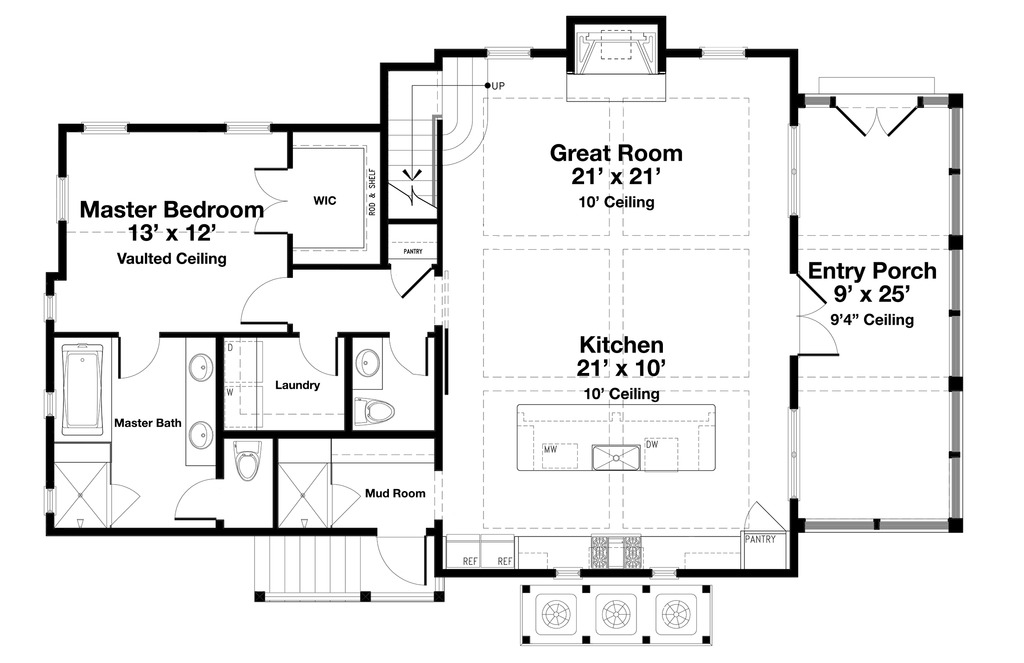 UP
Great Room
21’ x 21’
10’ Ceiling
Master Bedroom
13’ x 12’
Vaulted Ceiling
WIC
ROD & SHELF
PANTRY
Entry Porch
9’ x 25’
9’4” Ceiling
Kitchen
21’ x 10’
10’ Ceiling
D
W
Laundry
Master Bath
MW
DW
Mud Room
REF
REF
PANTRY